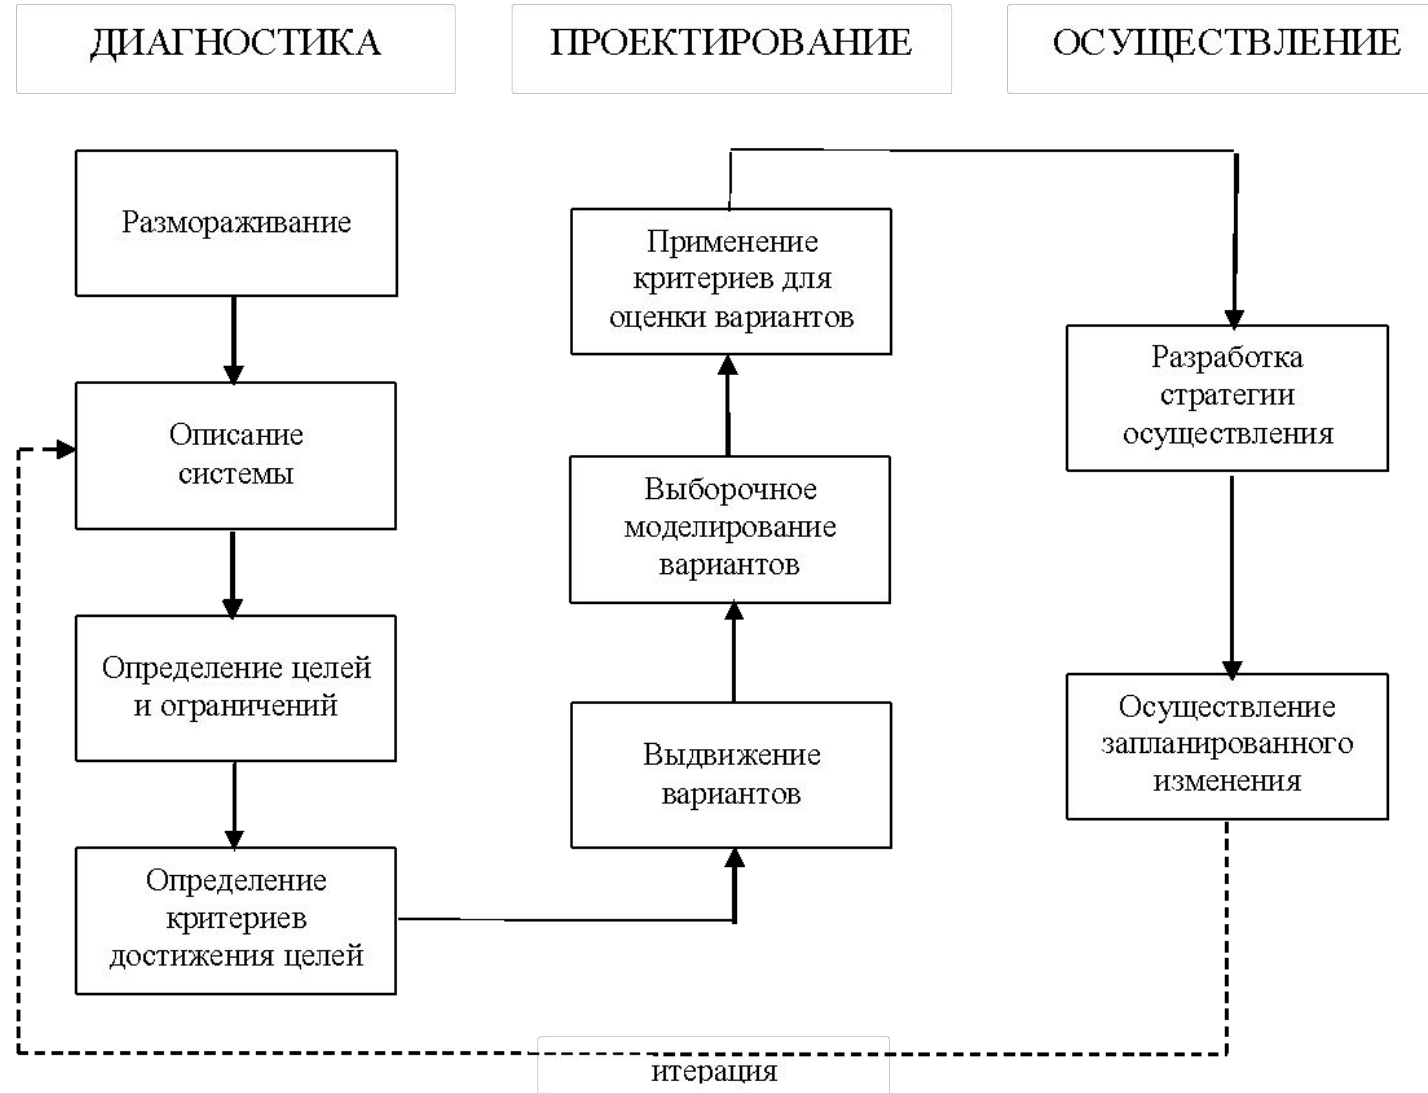 ДИАГНОСТИКА
ПРОЕКТИРОВАНИЕ
ОСУЩЕСТВЛЕНИЕ
Размораживание
Описание
системы
Определение целей
и ограничений
Определение
критериев
достижения целей
Применение
критериев для
оценки вариантов
Выборочное
моделирование
вариантов
Выдвижение
вариантов
Разработка
стратегии
осуществления
Осуществление
запланированного
изменения
итерация